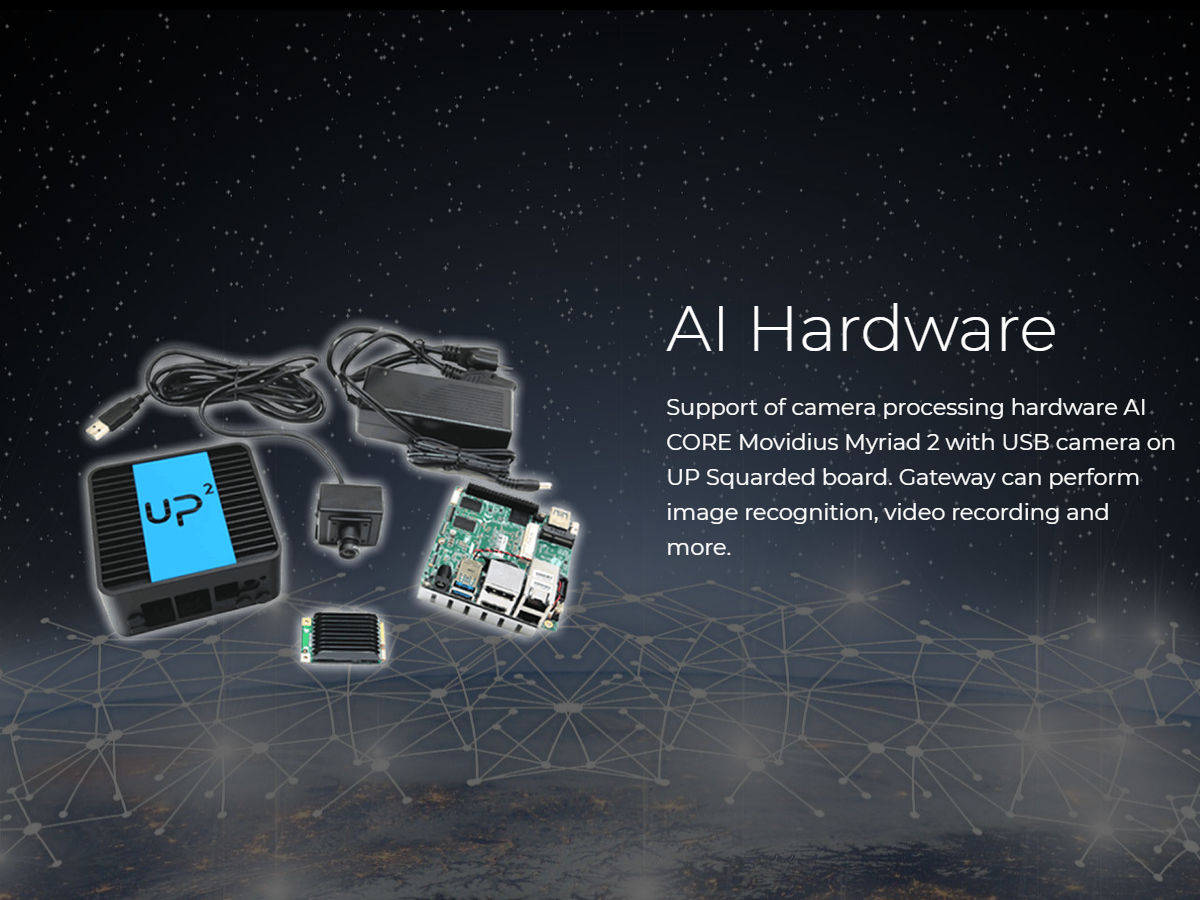 AI Hardware
Support of camera processing hardware AI
CORE Movidius Myriad 2 with USB camera on
UP Squarded board. Gateway can perform
image recognition, video recording and
more.
UP²